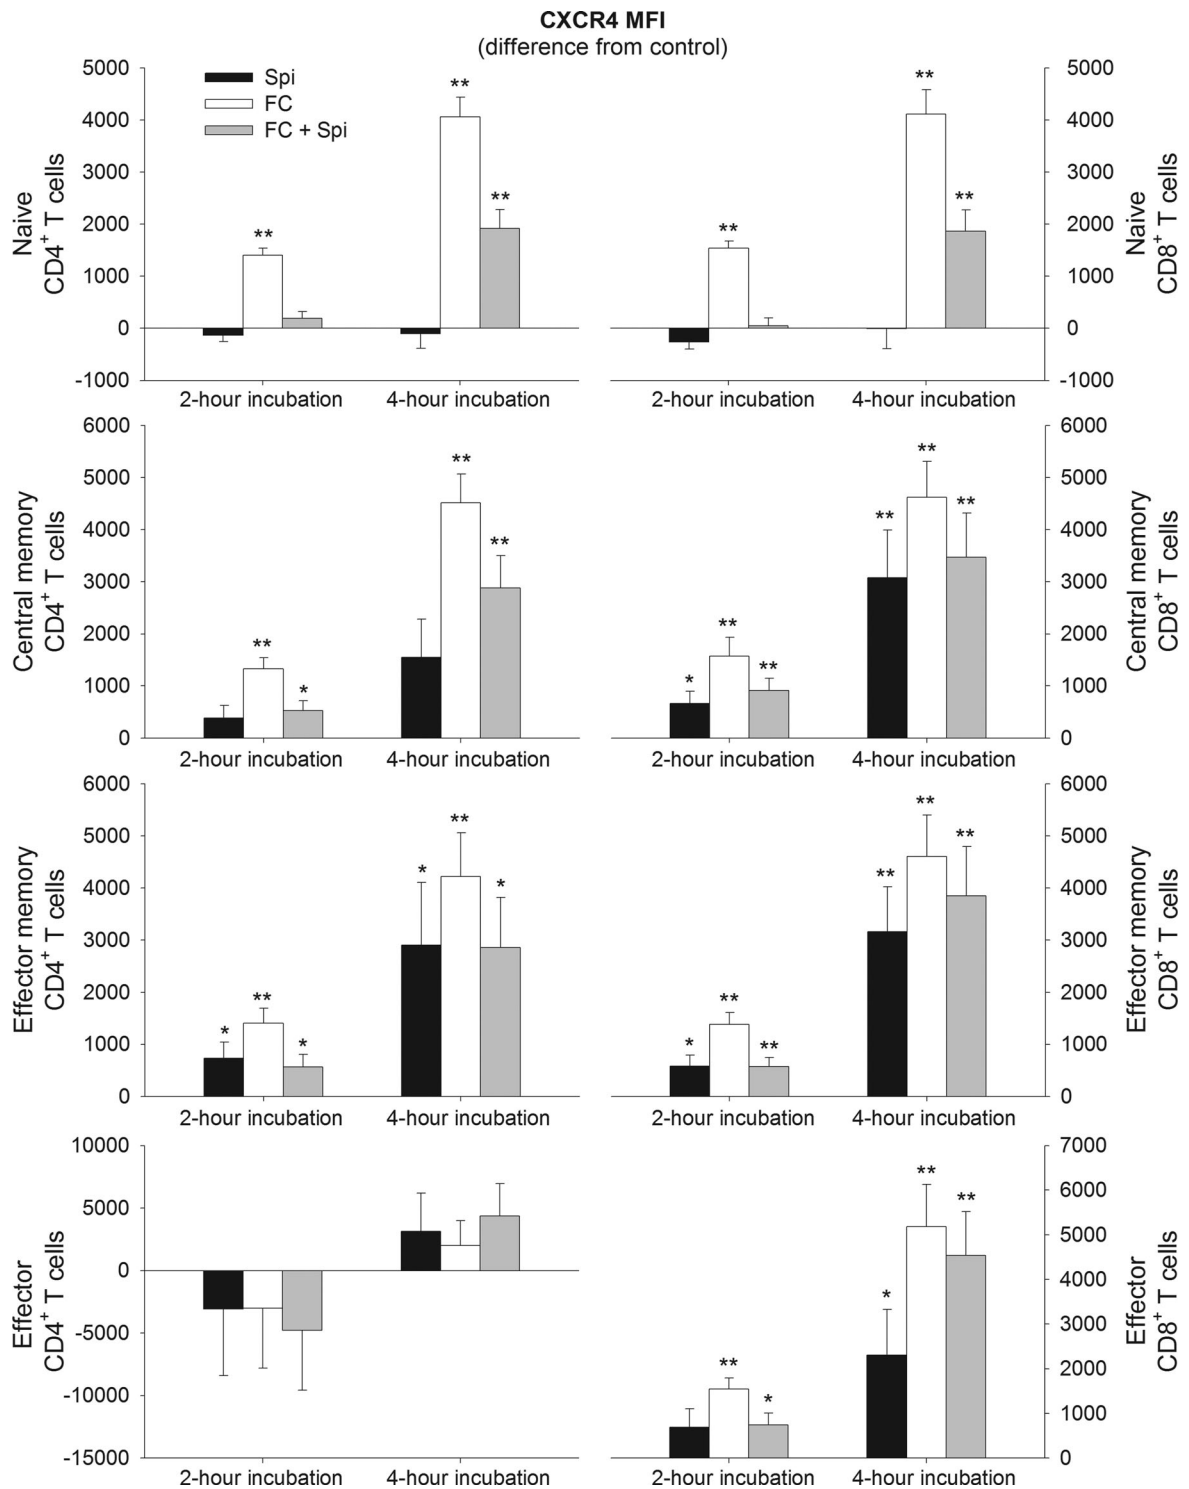 CXCR4 MFI
(difference from control)
Spi
FC
FC + Spi
Naive
CD4+ T cells
5000
4000
3000
2000
1000
0
-1000
**
**
**
2-hour incubation
4-hour incubation
**
**
**
2-hour incubation
4-hour incubation
5000
4000
3000
2000
1000
0
-1000
Naive
CD8+ T cells
Central memory
CD4+ T cells
6000
5000
4000
3000
2000
1000
0
**
*
**
**
2-hour incubation
4-hour incubation
*
**
**
**
**
**
2-hour incubation
4-hour incubation
6000
5000
4000
3000
2000
1000
0
Central memory
CD8+ T cells
Effector memory
CD4+ T cells
6000
5000
4000
3000
2000
1000
0
*
**
*
*
**
*
2-hour incubation
4-hour incubation
*
**
**
**
**
**
2-hour incubation
4-hour incubation
6000
5000
4000
3000
2000
1000
0
Effector memory
CD8+ T cells
Effector
CD4+ T cells
10000
5000
0
-5000
-10000
-15000
2-hour incubation
4-hour incubation
**
*
*
**
**
2-hour incubation
4-hour incubation
7000
6000
5000
4000
3000
2000
1000
0
Effector
CD8+ T cells